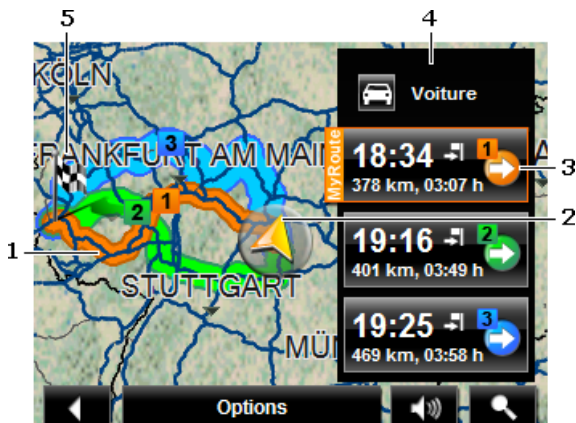 5
4
KÖLN
Voiture
FRANKFURT AM MAI
A
3
MyRoute
18:34
1
378 km, 03:07 h
3
2
1
2
1
19:16
2
401 km, 03:49 h
STUTTGART
19:25
3
469 km, 03:58 h
MÜ
Options